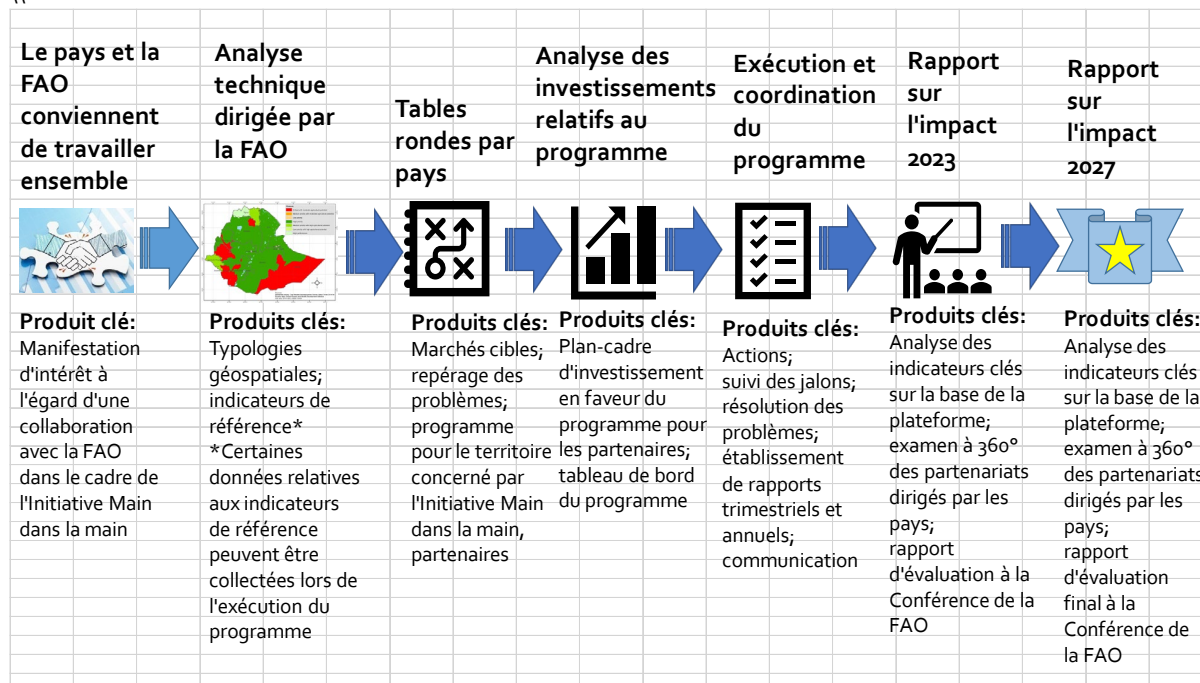 Le pays et la
FAO
conviennent
de travailler
ensemble
Produit clé:
Manifestation
d'intérêt à
l'égard d'une
collaboration
avec la FAO
dans le cadre de
l'Initiative Main
dans la main
Analyse
technique
dirigée par
la FAO
Produits clés:
Typologies
géospatiales;
indicateurs de
référence*
*Certaines
données relatives
aux indicateurs
de référence
peuvent être
collectées lors de
l'exécution du
programme
Tables
rondes par
pays
Produits clés:
Marchés cibles;
repérage des
problèmes;
programme
pour le territoire
concerné par
l'Initiative Main
dans la main,
partenaires
Analyse des
investissements
relatifs au
programme
Produits clés:
Plan-cadre
d'investissement
en faveur du
programme pour
les partenaires;
tableau de bord
du programme
Exécution et
coordination
du
programme
Produits clés:
Actions;
suivi des jalons;
résolution des
problèmes;
établissement
de rapports
trimestriels et
annuels;
communication
Rapport
sur
l'impact
2023
Produits clés:
Analyse des
indicateurs clés
sur la base de la
plateforme;
examen à 360°
des partenariats
dirigés par les
pays;
rapport
d'évaluation à la
Conférence de la
FAO
Rapport
sur
l'impact
2027
Produits clés:
Analyse des
indicateurs clés
sur la base de la
plateforme;
examen à 360°
des partenariats
dirigés par les
pays;
rapport
d'évaluation
final à la
Conférence de
la FAO